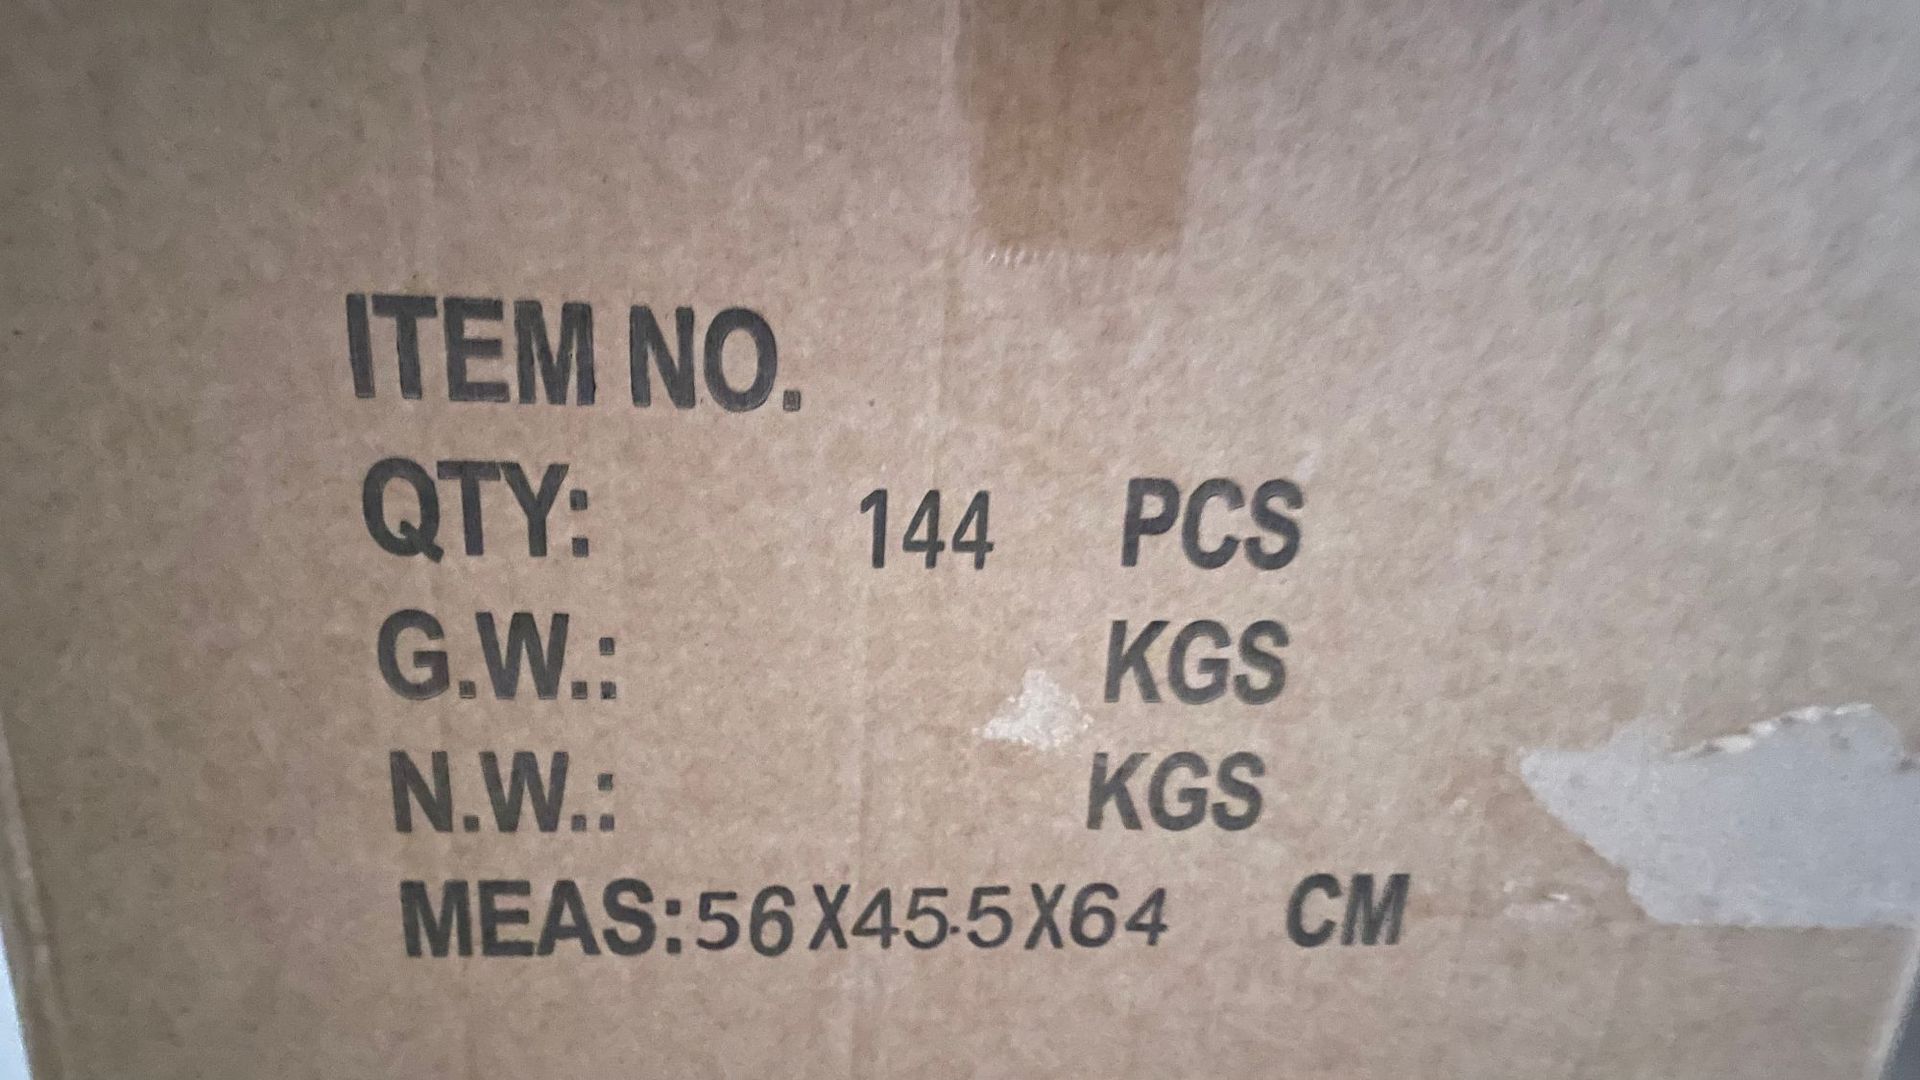 ITEM NO.
QTY: 144 PCS
G.W.: KGS
N.W.: KGS
MEAS:56X45.5X64 CM